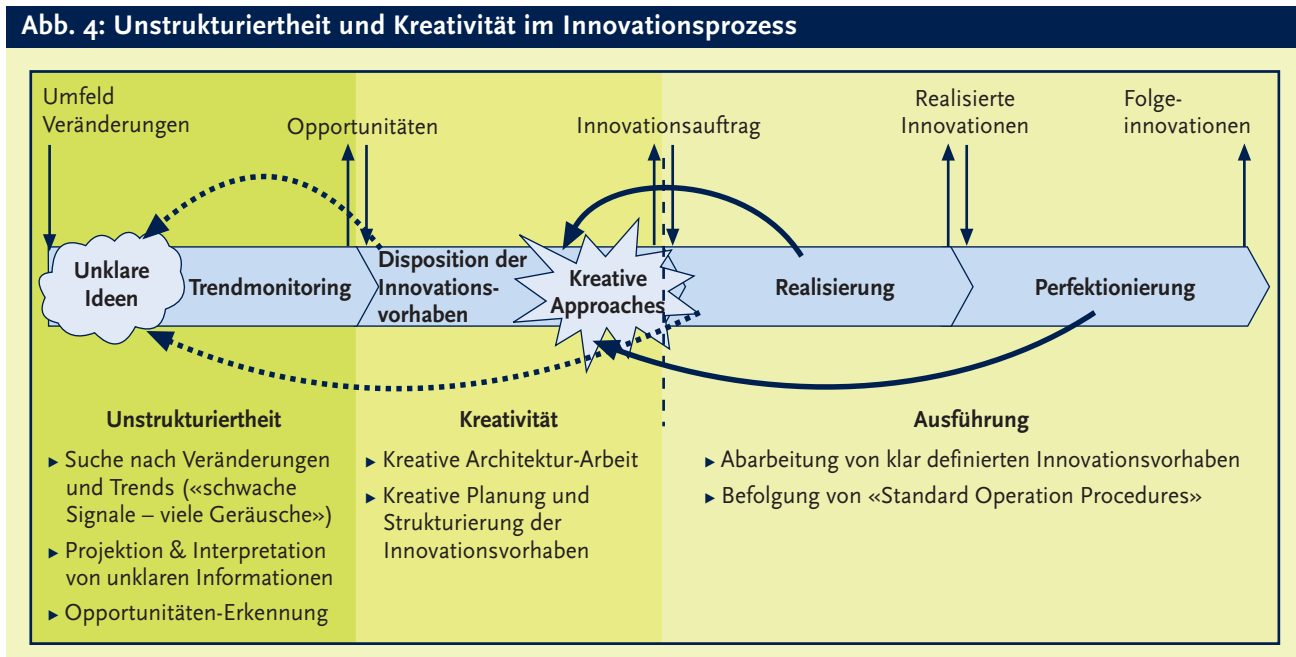 Abb. 4: Unstrukturiertheit und Kreativität im Innovationsprozess
Umfeld
Veränderungen
Opportunitäten
Innovationsauftrag
Realisierte
Innovationen
Folge-
innovationen
Unklare
Ideen
Trendmonitoring
Disposition der
Innovations-
vorhaben
Kreative
Approaches
Realisierung
Perfektionierung
Unstrukturiertheit
▸ Suche nach Veränderungen
und Trends («schwache
Signale – viele Geräusche»)
▸ Projektion & Interpretation
von unklaren Informationen
▸ Opportunitäten-Erkennung
Kreativität
▸ Kreative Architektur-Arbeit
▸ Kreative Planung und
Strukturierung der
Innovationsvorhaben
Ausführung
▸ Abarbeitung von klar definierten Innovationsvorhaben
▸ Befolgung von «Standard Operation Procedures»